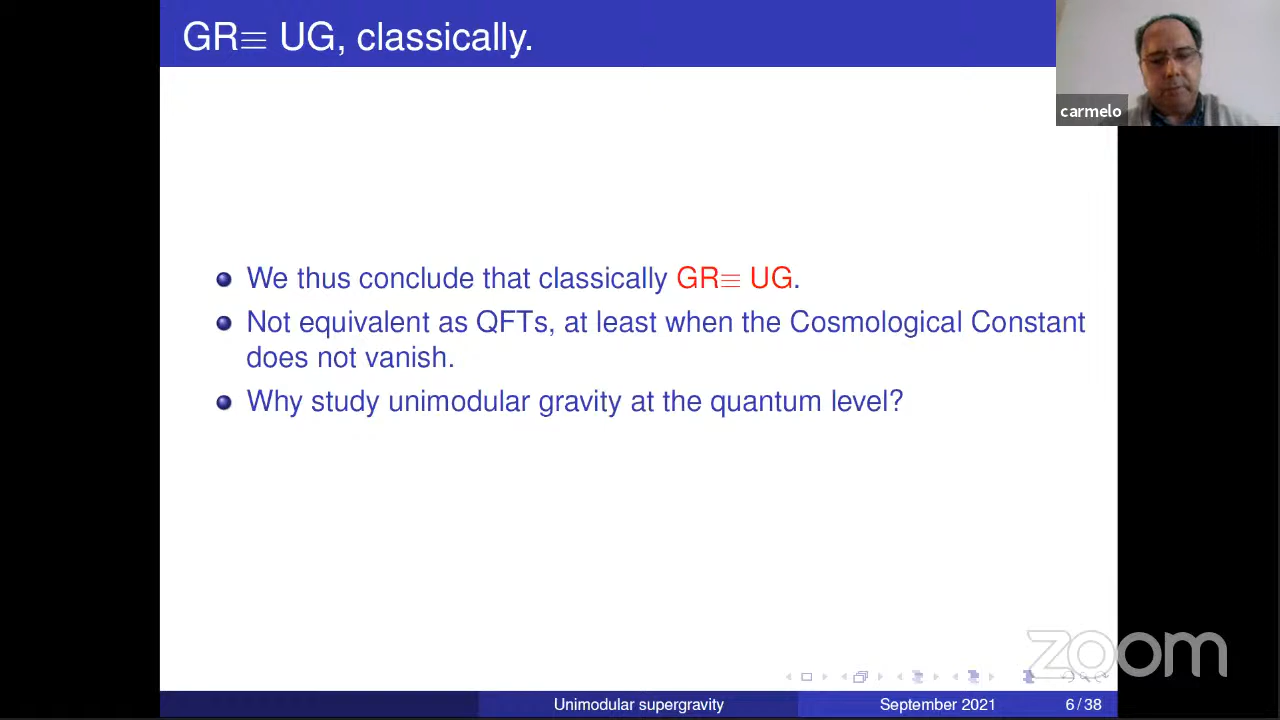 GR≡ UG, classically.
carmelo
We thus conclude that classically GR≡ UG.
Not equivalent as QFTs, at least when the Cosmological Constant
does not vanish.
Why study unimodular gravity at the quantum level?
zoom
Unimodular supergravity
September 2021
6 / 38